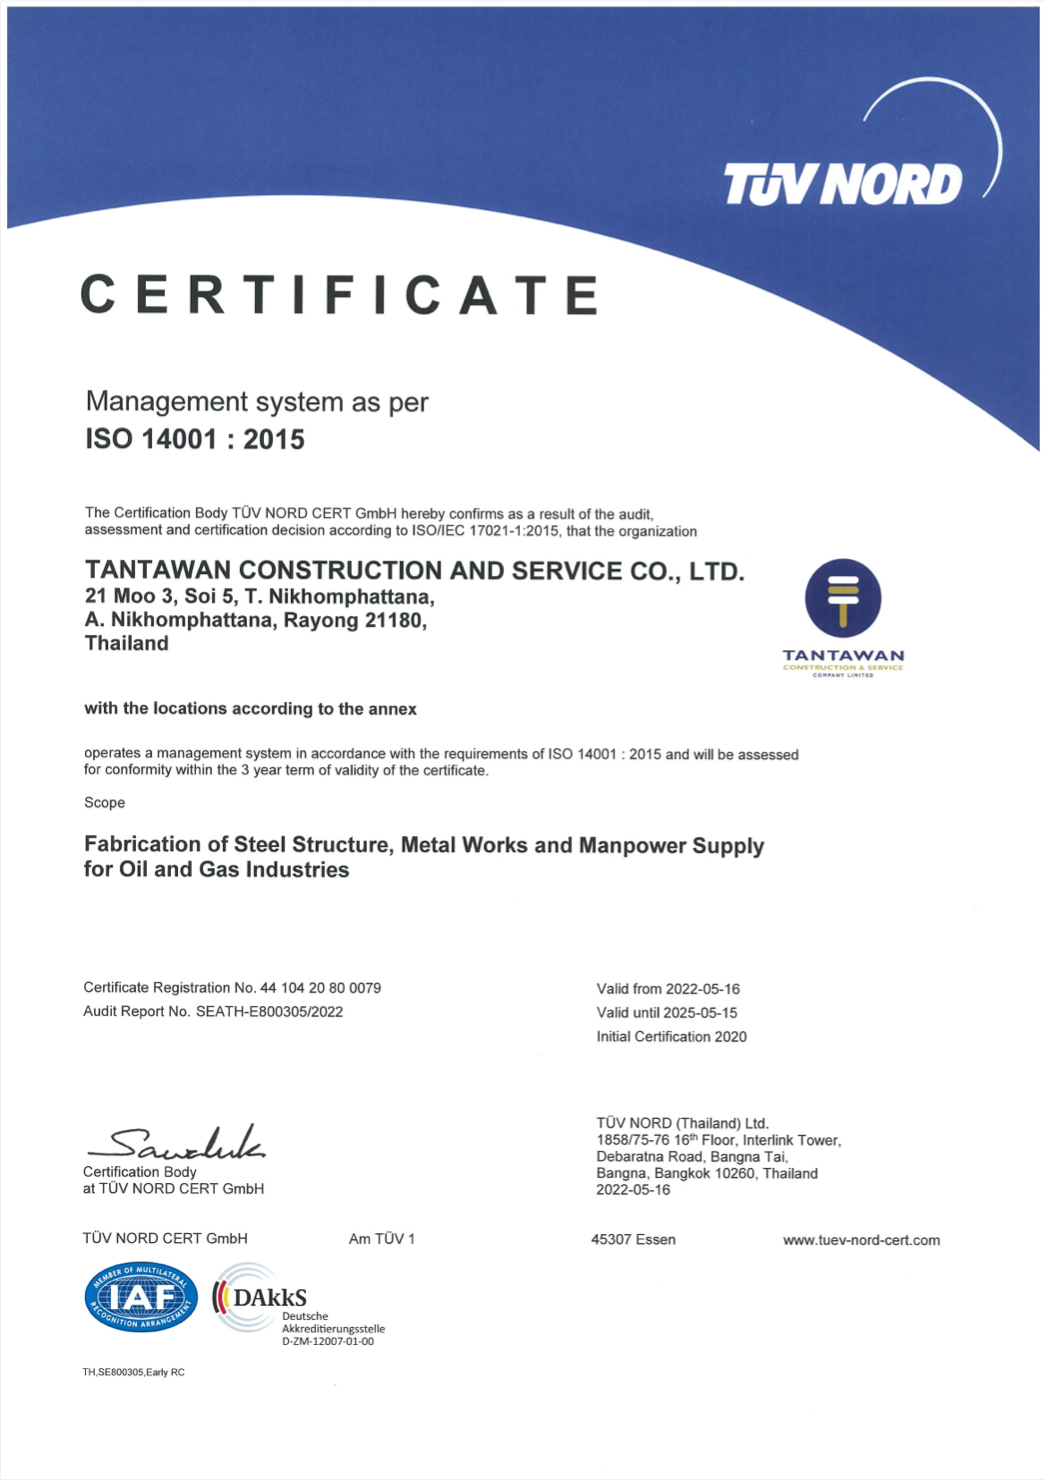 TÜV NORD
CERTIFICATE
Management system as per
ISO 14001 : 2015
The Certification Body TÜV NORD CERT GmbH hereby confirms as a result of the audit,
assessment and certification decision according to ISO/IEC 17021-1:2015, that the organization
TANTAWAN CONSTRUCTION AND SERVICE CO., LTD.
21 Moo 3, Soi 5, T. Nikhomphattana,
A. Nikhomphattana, Rayong 21180,
Thailand
TANTAWAN
CONSTRUCTION & SERVICE
COMPANY LIMITED
with the locations according to the annex
operates a management system in accordance with the requirements of ISO 14001 : 2015 and will be assessed
for conformity within the 3 year term of validity of the certificate.
Scope
Fabrication of Steel Structure, Metal Works and Manpower Supply
for Oil and Gas Industries
Certificate Registration No. 44 104 20 80 0079
Audit Report No. SEATH-E800305/2022
Valid from 2022-05-16
Valid until 2025-05-15
Initial Certification 2020
Certification Body
at TÜV NORD CERT GmbH
TÜV NORD (Thailand) Ltd.
1858/75-76 16th Floor, Interlink Tower,
Debaratna Road, Bangna Tai,
Bangna, Bangkok 10260, Thailand
2022-05-16
TÜV NORD CERT GmbH Am TÜV 1 45307 Essen www.tuev-nord-cert.com
MEMBER OF MULTILATERAL
IAF
RECOGNITION ARRANGEMENT
DAkkS
Deutsche
Akkreditierungsstelle
D-ZM-12007-01-00
TH,SE800305,Early RC